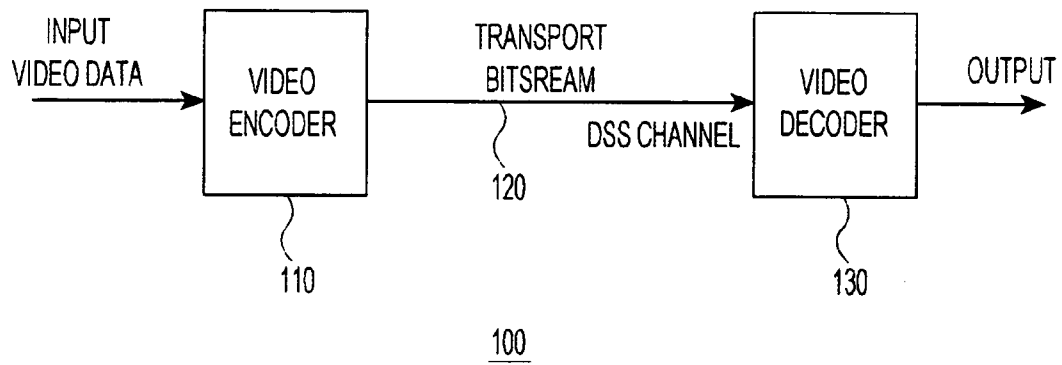 INPUT
VIDEO DATA
VIDEO
ENCODER
TRANSPORT
BITSREAM
DSS CHANNEL
VIDEO
DECODER
OUTPUT
110
120
130
100